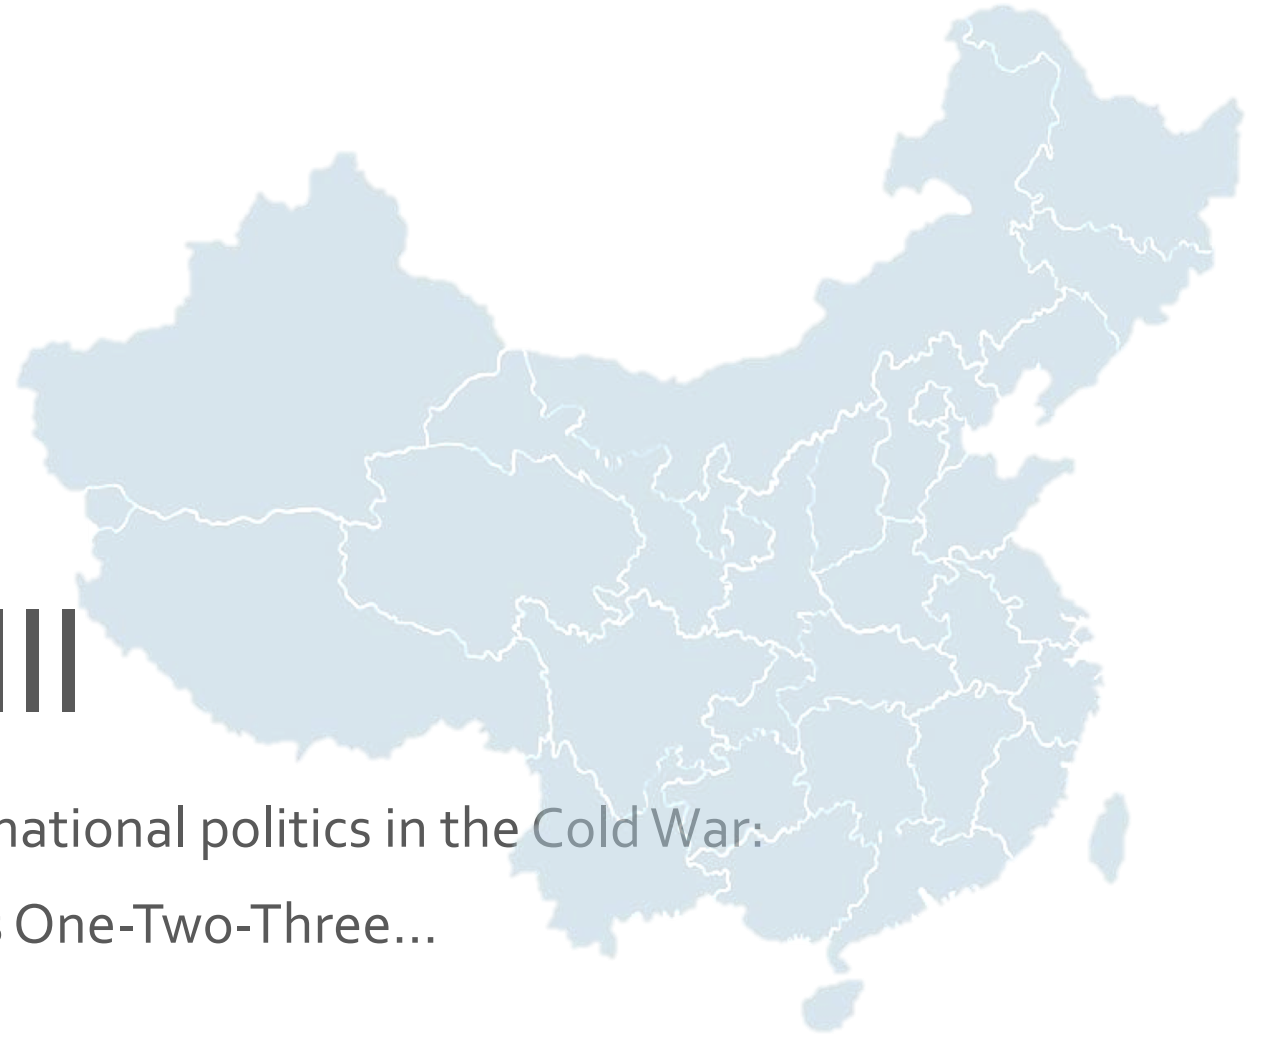 III
national politics in the Cold War:
s One-Two-Three...